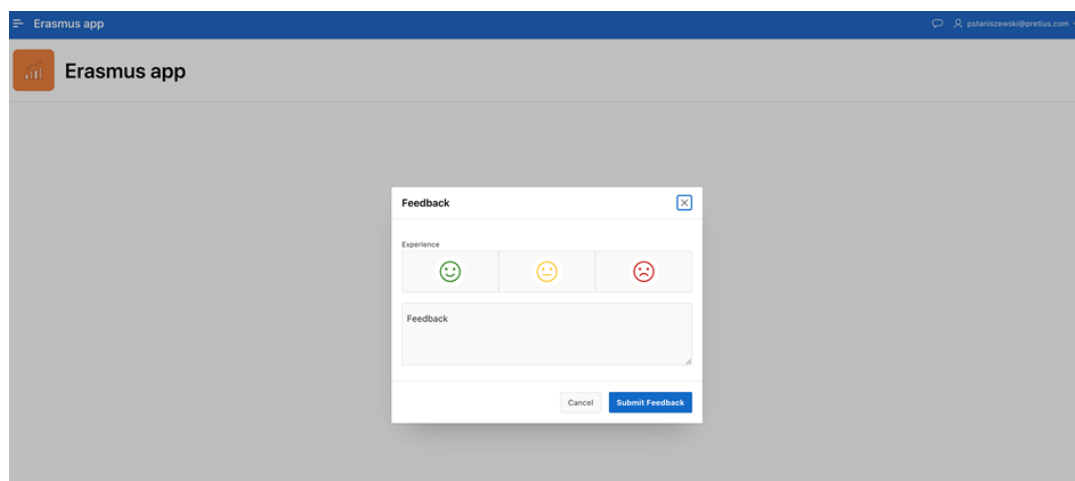 Erasmus app
pstaniszewski@pretius.com
Erasmus app
Feedback
Experience
Feedback
Cancel
Submit Feedback